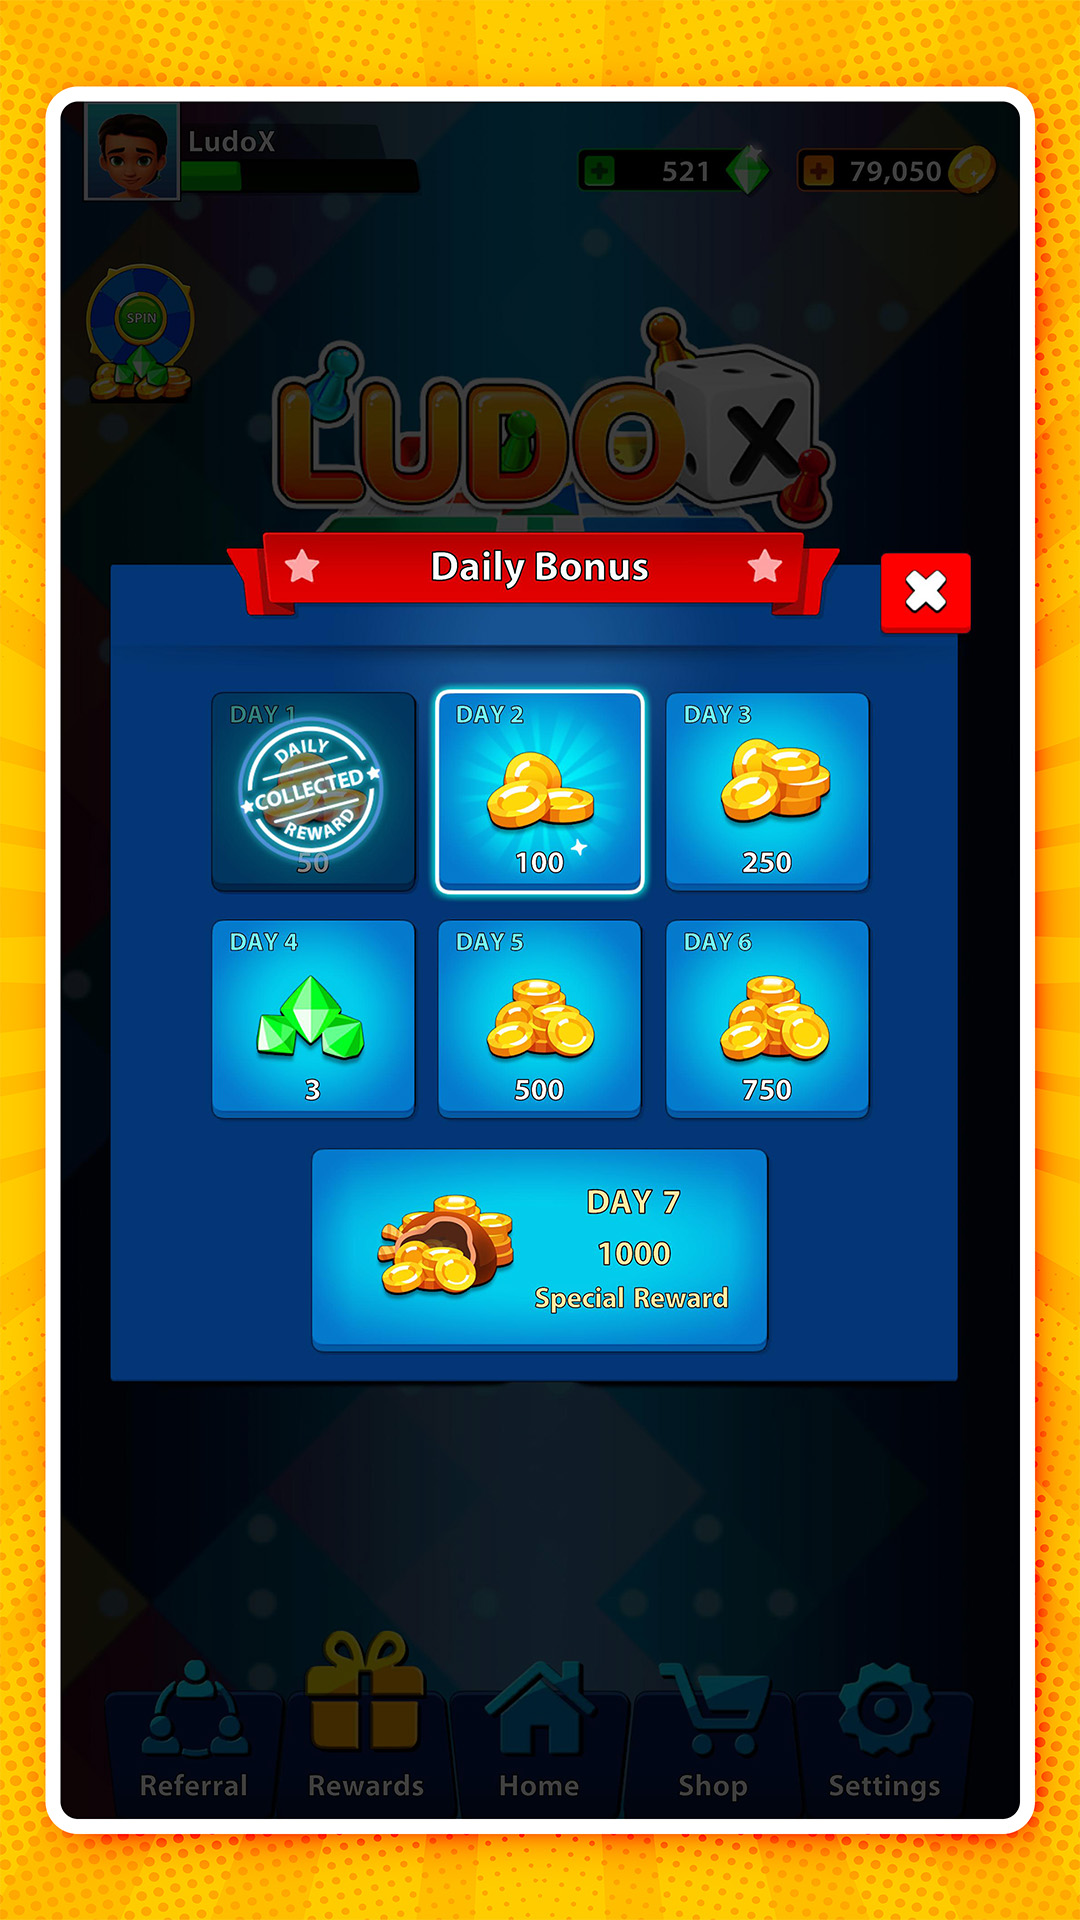 LudoX
521
79,050
SPIN
LUDO X
Daily Bonus
DAY 1
DAILY
COLLECTED
REWARD
50
DAY 2
100
DAY 3
250
DAY 4
3
DAY 5
500
DAY 6
750
DAY 7
1000
Special Reward
Referral
Rewards
Home
Shop
Settings